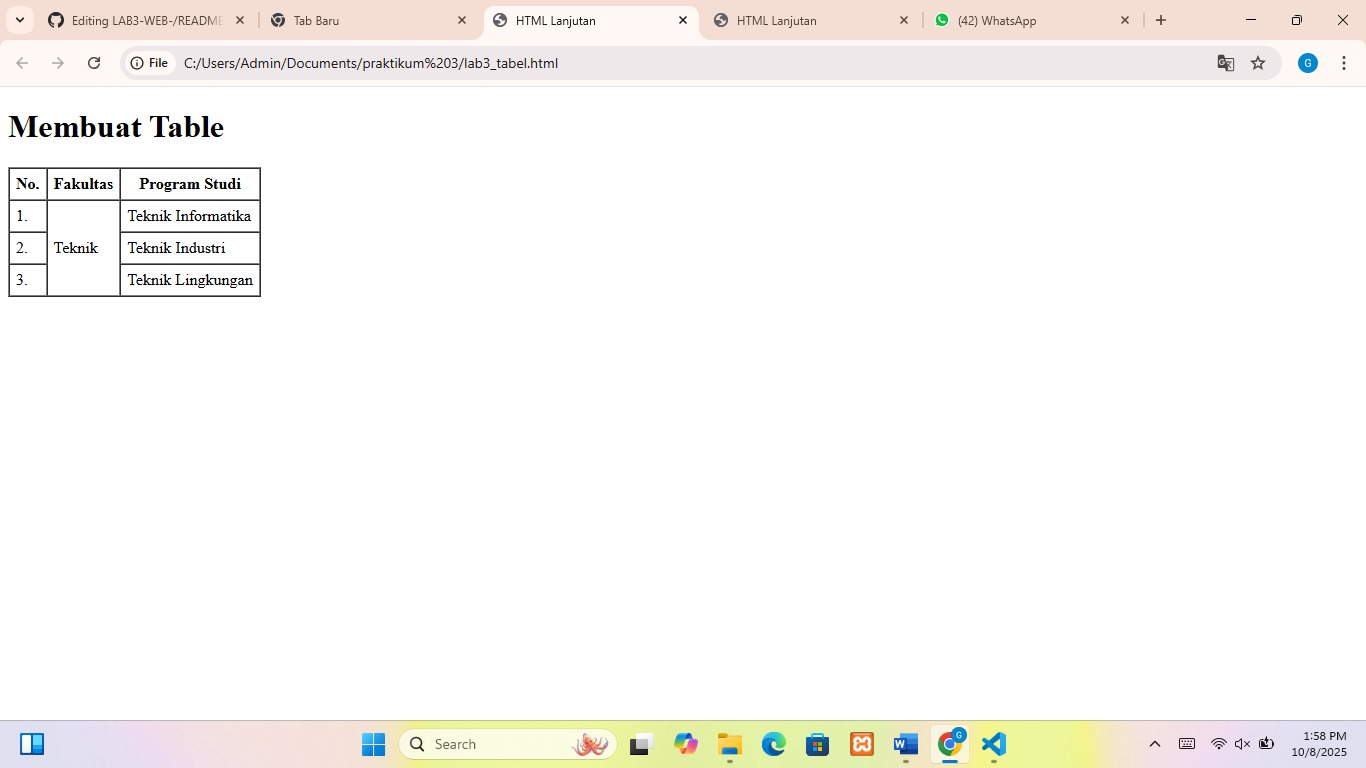 Editing LAB3-WEB-/README
Tab Baru
HTML Lanjutan
HTML Lanjutan
(42) WhatsApp
File
C:/Users/Admin/Documents/praktikum%203/lab3_tabel.html
G
Membuat Table
No. Fakultas Program Studi
1. Teknik Informatika
2. Teknik Teknik Industri
3. Teknik Lingkungan
Search
G
1:58 PM
10/8/2025